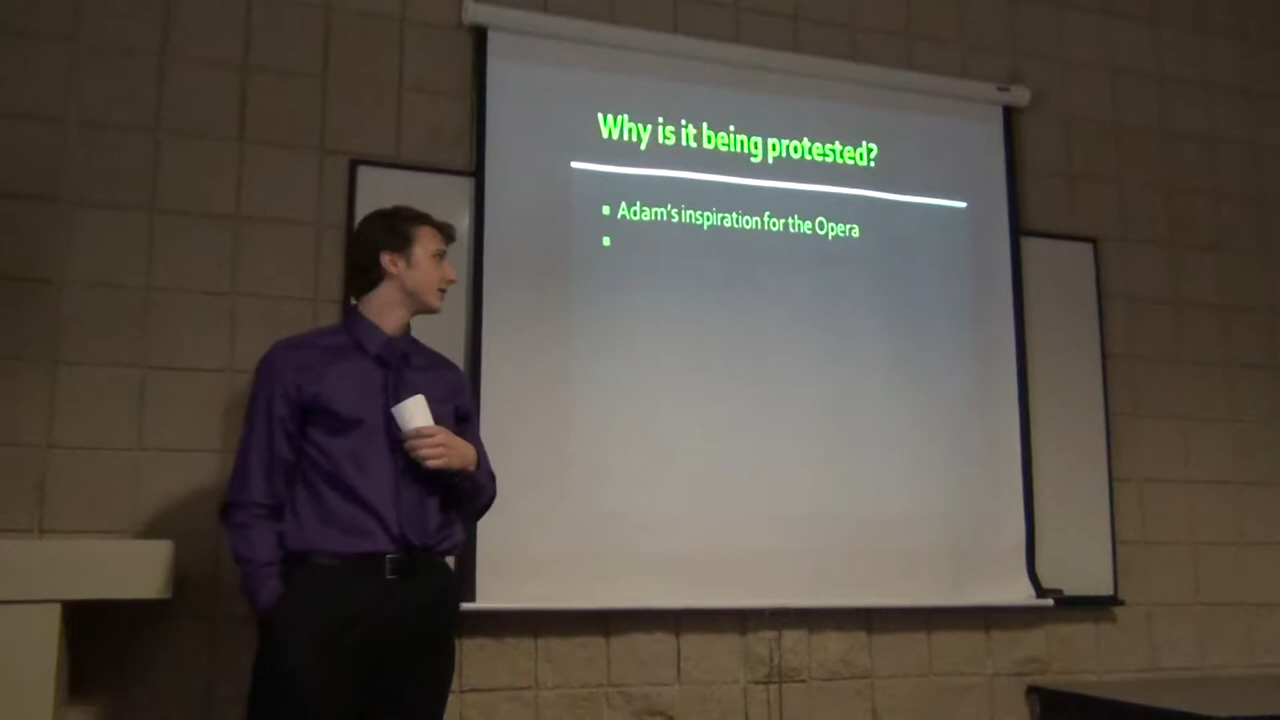 Why is it being protested?
Adam's inspiration for the Opera